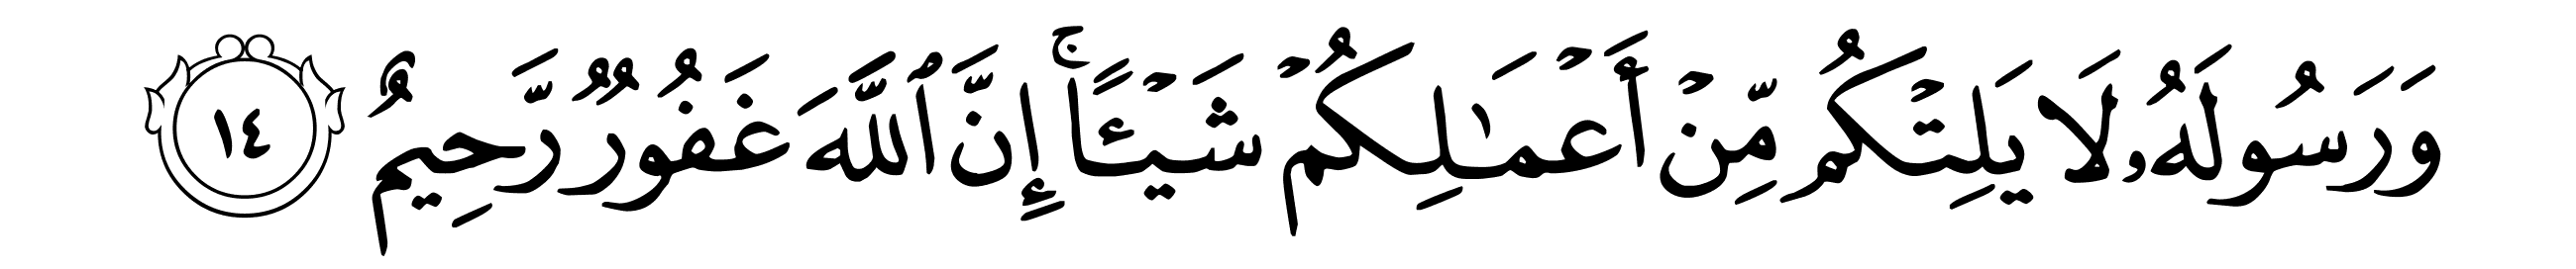 وَرَسُولَهُۥ لَا يَلِتْكُم مِّنْ أَعْمَـٰلِكُمْ شَيْـًٔا ۚ إِنَّ ٱللَّهَ غَفُورٌ رَّحِيمٌ ١٤